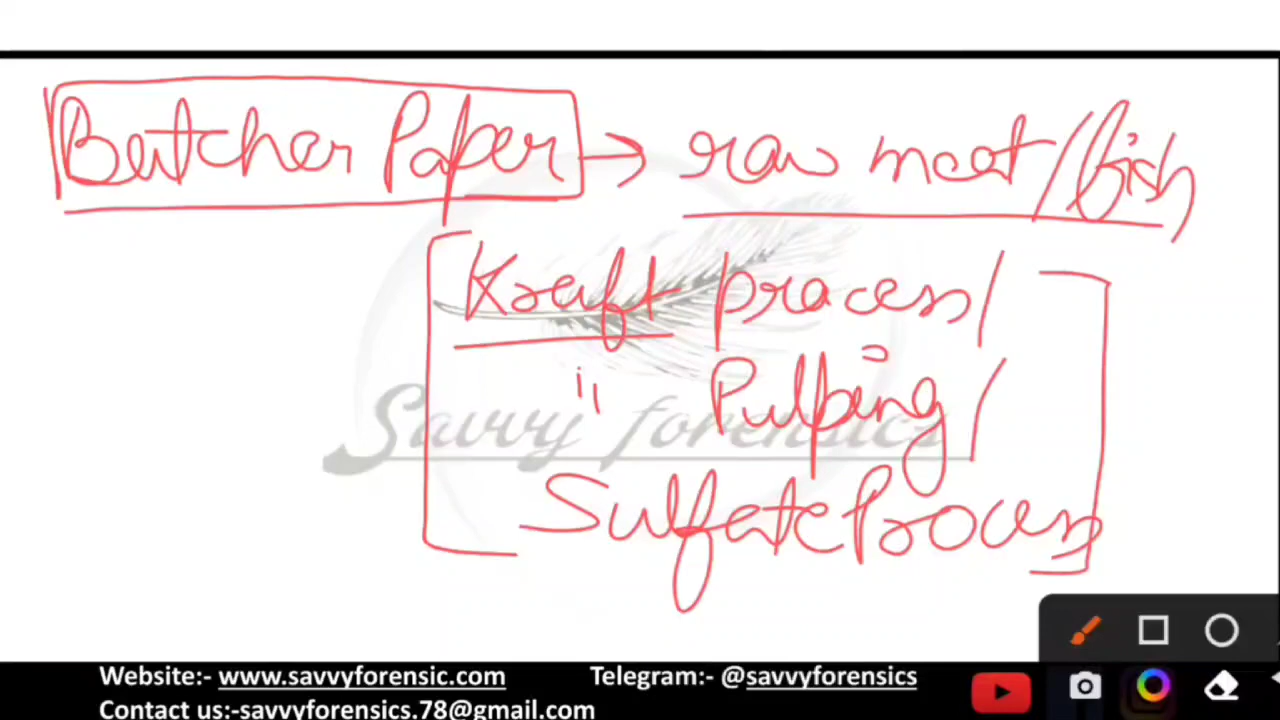 Butcher Paper → raw meat/fish
Kraft process/
" Pulping/
Sulfate Process
Savvy forensics
Website:- www.savvyforensic.com Telegram:- @savvyforensics
Contact us:-savvyforensics.78@gmail.com